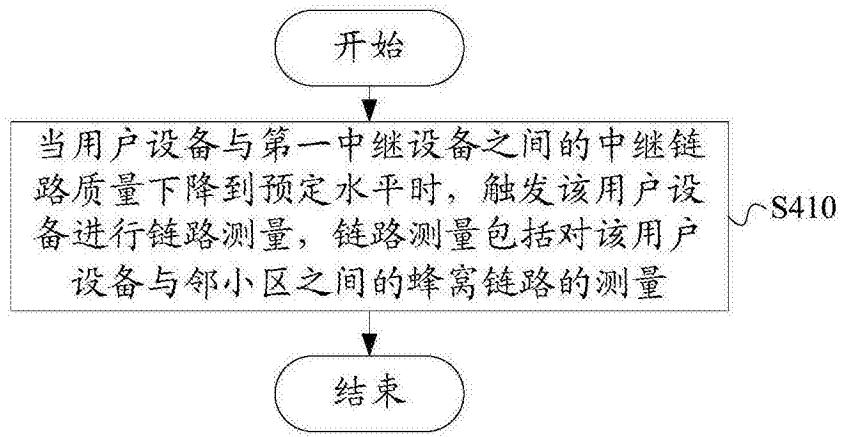 开始
当用户设备与第一中继设备之间的中继链
路质量下降到预定水平时，触发该用户设
备进行链路测量，链路测量包括对该用户
设备与邻小区之间的蜂窝链路的测量
S410
结束